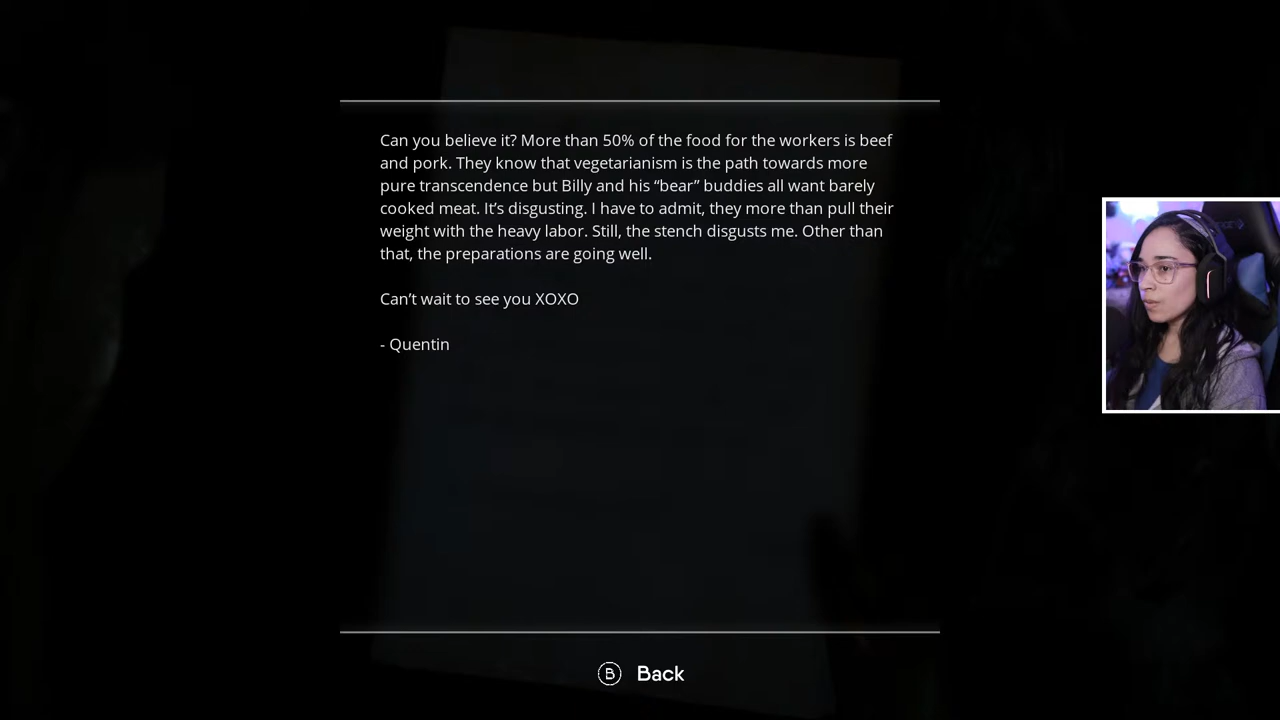 Can you believe it? More than 50% of the food for the workers is beef
and pork. They know that vegetarianism is the path towards more
pure transcendence but Billy and his “bear” buddies all want barely
cooked meat. It’s disgusting. I have to admit, they more than pull their
weight with the heavy labor. Still, the stench disgusts me. Other than
that, the preparations are going well.
Can’t wait to see you XOXO
- Quentin
B Back